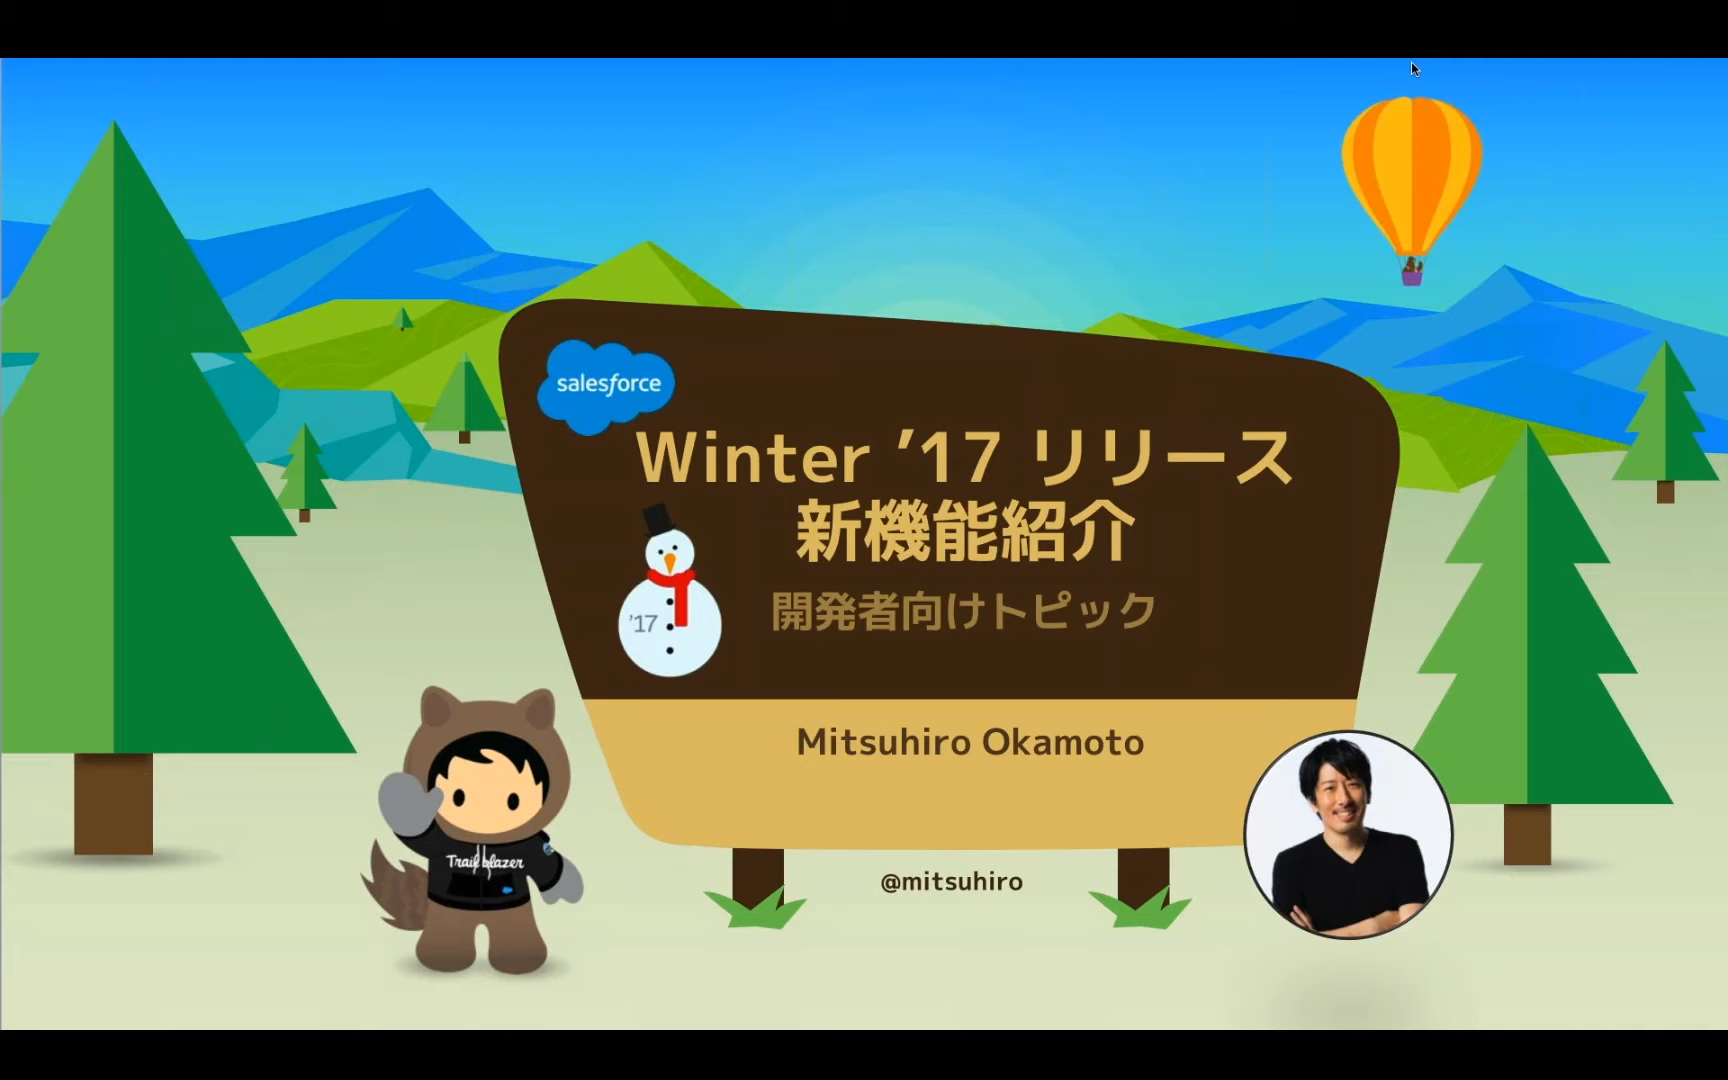 salesforce
Winter ’17 リリース
新機能紹介
開発者向けトピック
’17
Mitsuhiro Okamoto
Trailblazer
@mitsuhiro